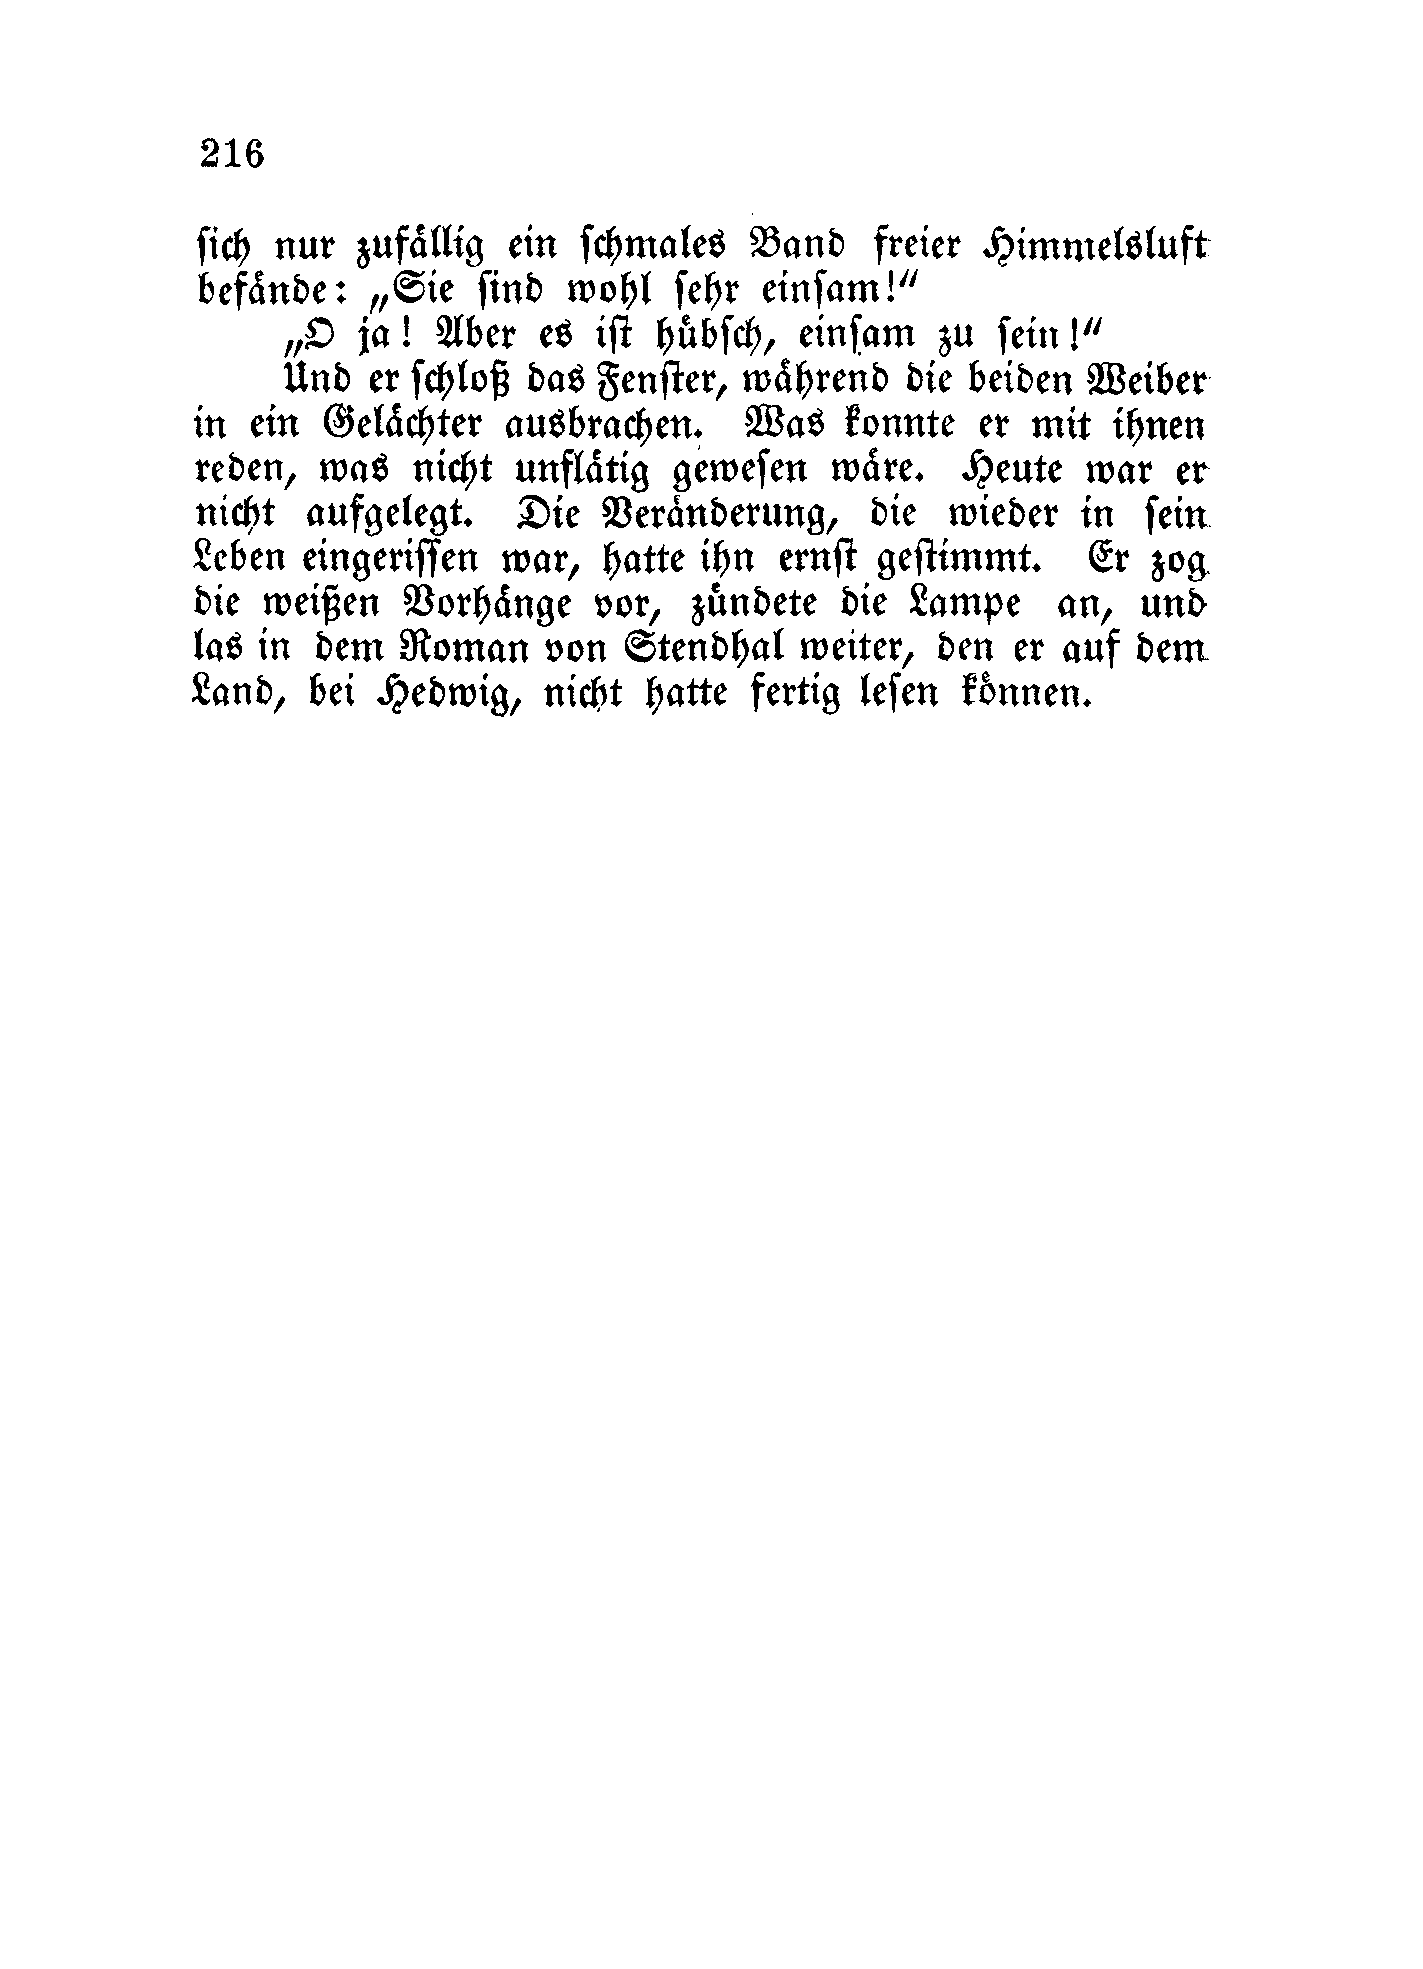 216
ſich nur zufällig ein ſchmales Band freier Himmelsluft
befände: „Sie ſind wohl ſehr einſam!“
„O ja! Aber es iſt hübſch, einſam zu ſein!“
Und er ſchloß das Fenſter, während die beiden Weiber
in ein Gelächter ausbrachen. Was konnte er mit ihnen
reden, was nicht unflätig geweſen wäre. Heute war er
nicht aufgelegt. Die Veränderung, die wieder in ſein
Leben eingeriſſen war, hatte ihn ernſt geſtimmt. Er zog
die weißen Vorhänge vor, zündete die Lampe an, und
las in dem Roman von Stendhal weiter, den er auf dem
Land, bei Hedwig, nicht hatte fertig leſen können.